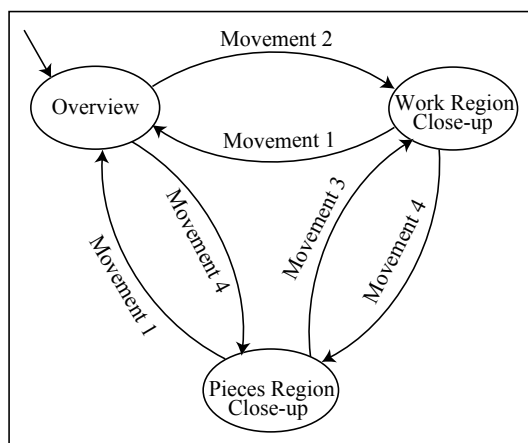 Movement 2
Overview
Work Region
Close-up
Movement 1
Movement 3
Movement 4
Movement 4
Movement 1
Pieces Region
Close-up